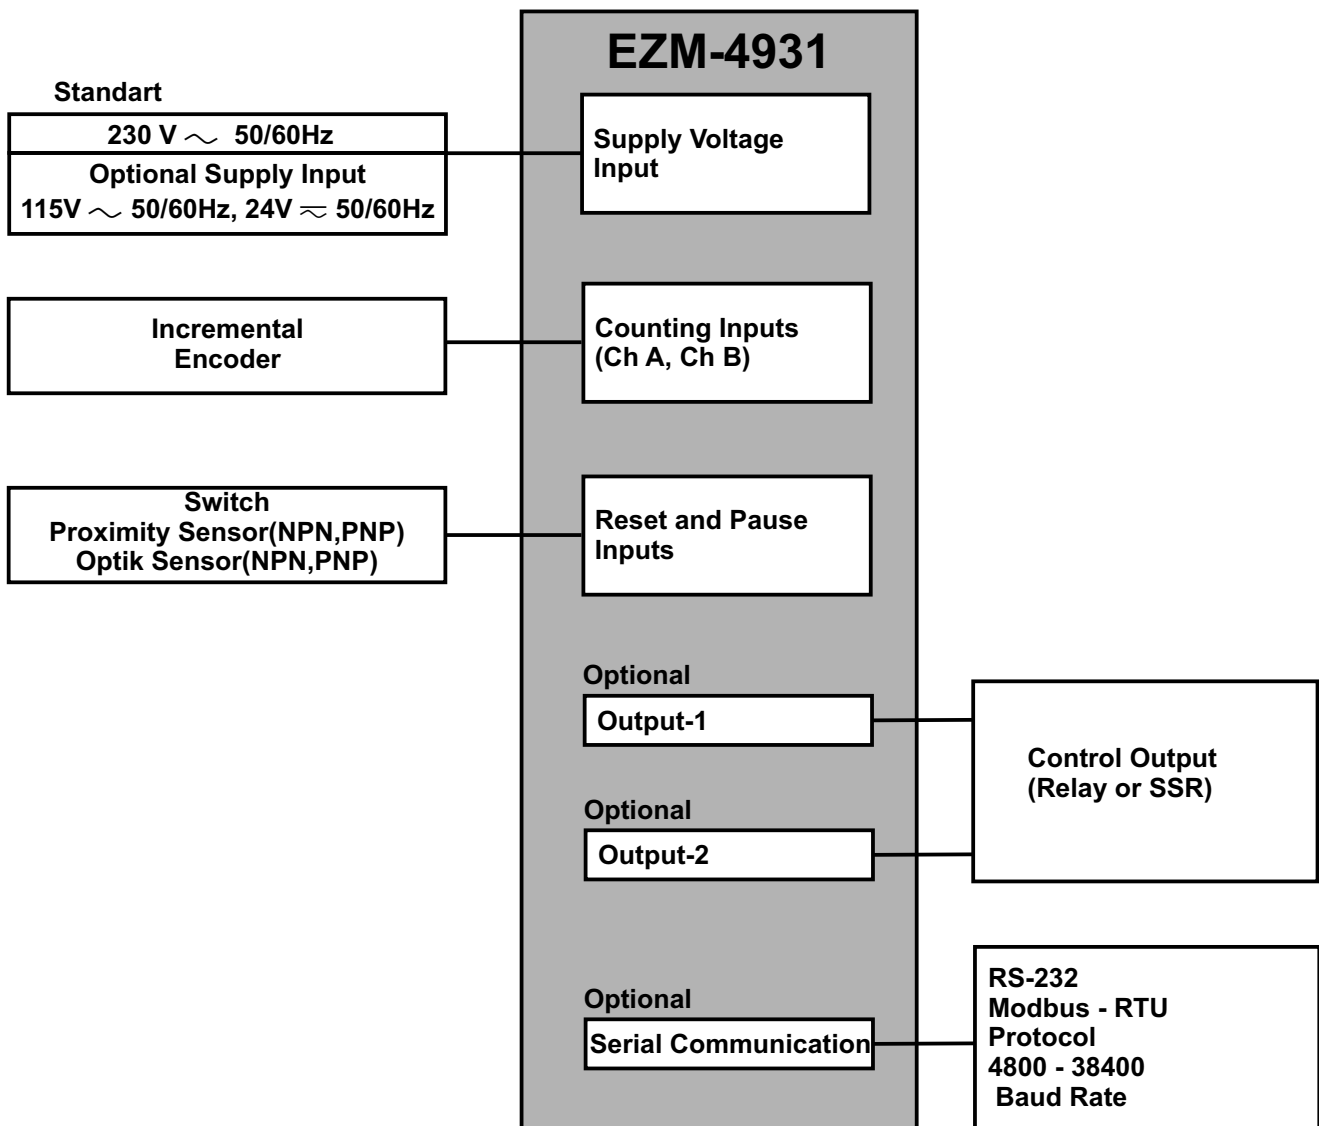 EZM-4931
Standart
230 V ~ 50/60Hz
Optional Supply Input
115V ~ 50/60Hz, 24V ⎓~ 50/60Hz
Supply Voltage
Input
Incremental
Encoder
Counting Inputs
(Ch A, Ch B)
Switch
Proximity Sensor(NPN,PNP)
Optik Sensor(NPN,PNP)
Reset and Pause
Inputs
Optional
Output-1
Optional
Output-2
Control Output
(Relay or SSR)
Optional
Serial Communication
RS-232
Modbus - RTU
Protocol
4800 - 38400
Baud Rate